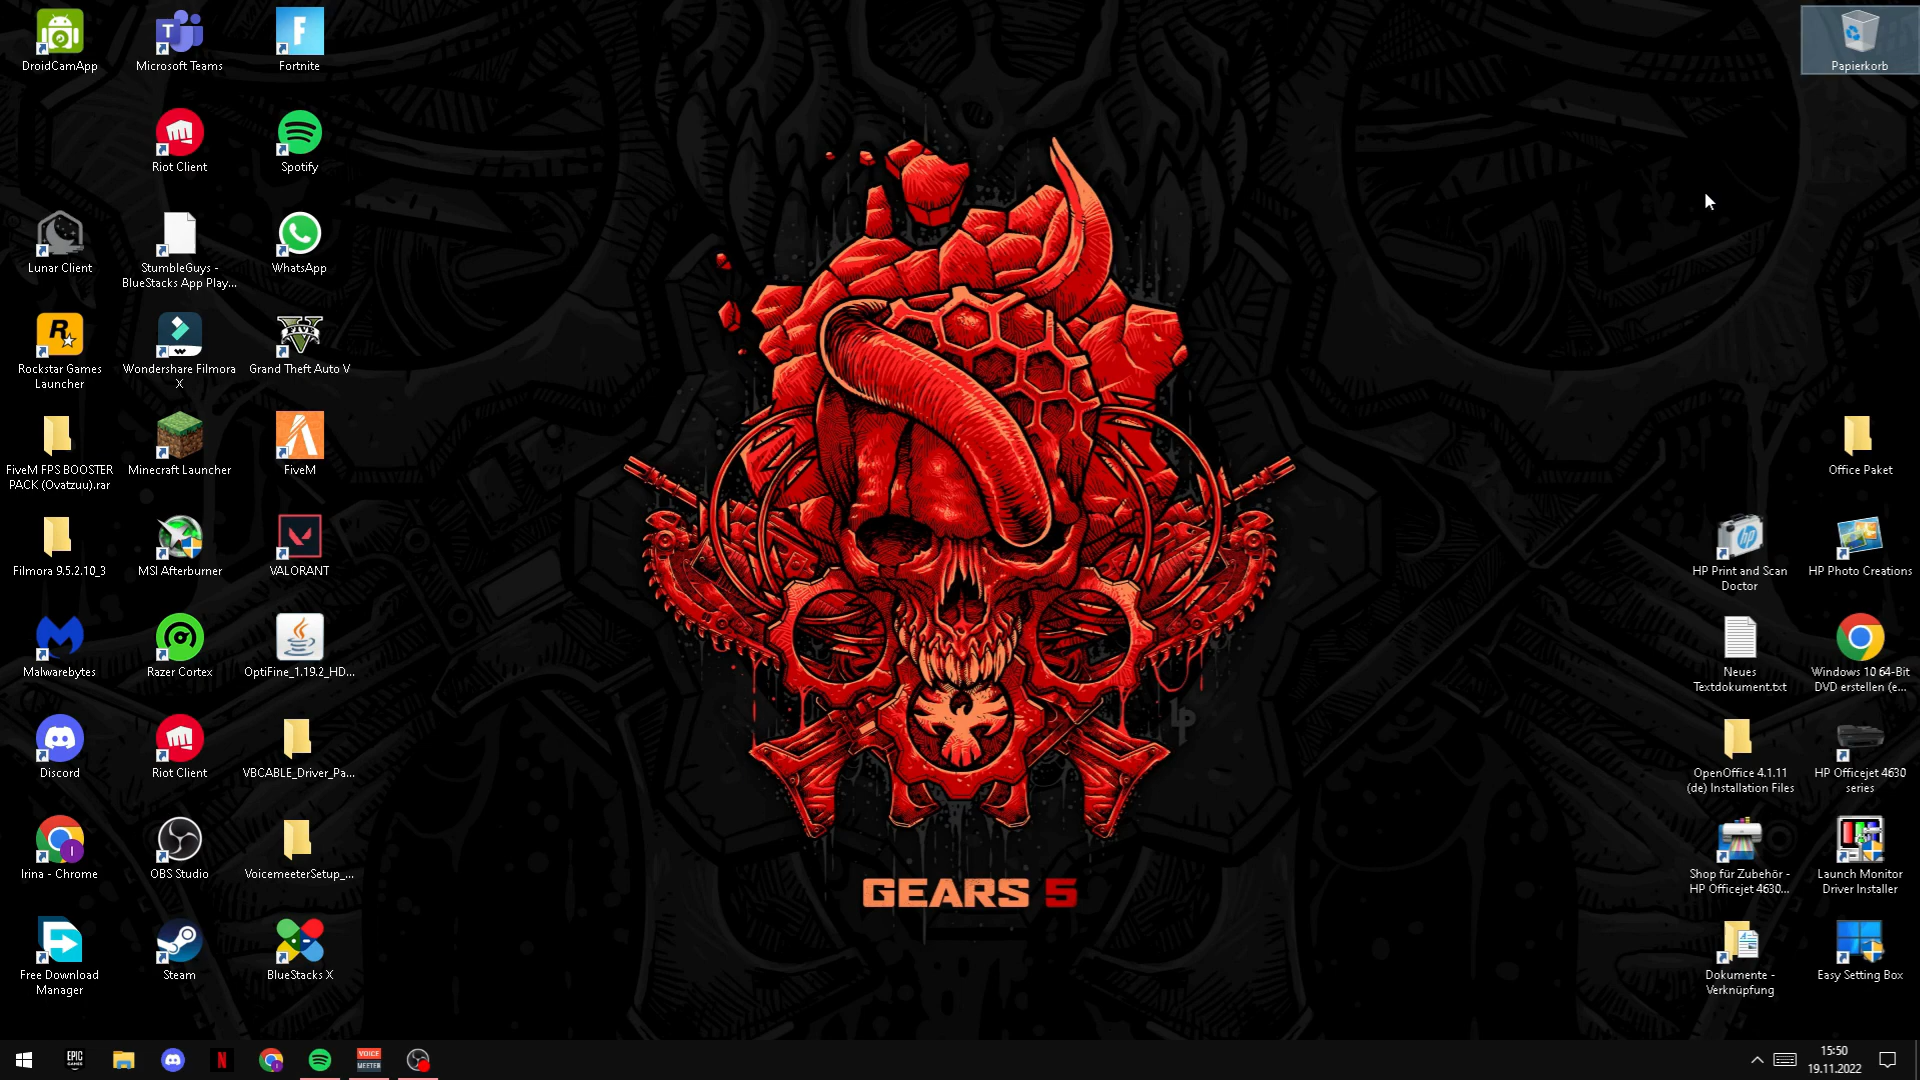 DroidCamApp
Microsoft Teams
Fortnite
Papierkorb
Riot Client
Spotify
Lunar Client
StumbleGuys -
BlueStacks App Play...
WhatsApp
Rockstar Games
Launcher
Wondershare Filmora
X
Grand Theft Auto V
FiveM FPS BOOSTER
PACK (Ovatzuu).rar
Minecraft Launcher
FiveM
Office Paket
Filmora 9.5.2.10_3
MSI Afterburner
VALORANT
HP Print and Scan
Doctor
HP Photo Creations
Malwarebytes
Razer Cortex
OptiFine_1.19.2_HD...
Neues
Textdokument.txt
Windows 10 64-Bit
DVD erstellen (e...
Discord
Riot Client
VBCABLE_Driver_Pa...
OpenOffice 4.1.11
(de) Installation Files
HP Officejet 4630
series
Irina - Chrome
OBS Studio
VoicemeeterSetup_...
GEARS 5
Shop für Zubehör -
HP Officejet 4630...
Launch Monitor
Driver Installer
Free Download
Manager
Steam
BlueStacks X
Dokumente -
Verknüpfung
Easy Setting Box
EPIC
GAMES
VOICE
MEETER
15:50
19.11.2022